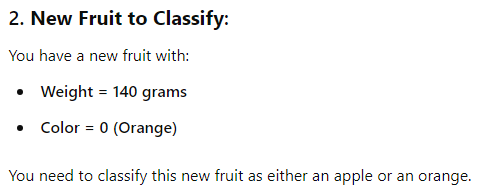 2. New Fruit to Classify:
You have a new fruit with:
• Weight = 140 grams
• Color = 0 (Orange)
You need to classify this new fruit as either an apple or an orange.